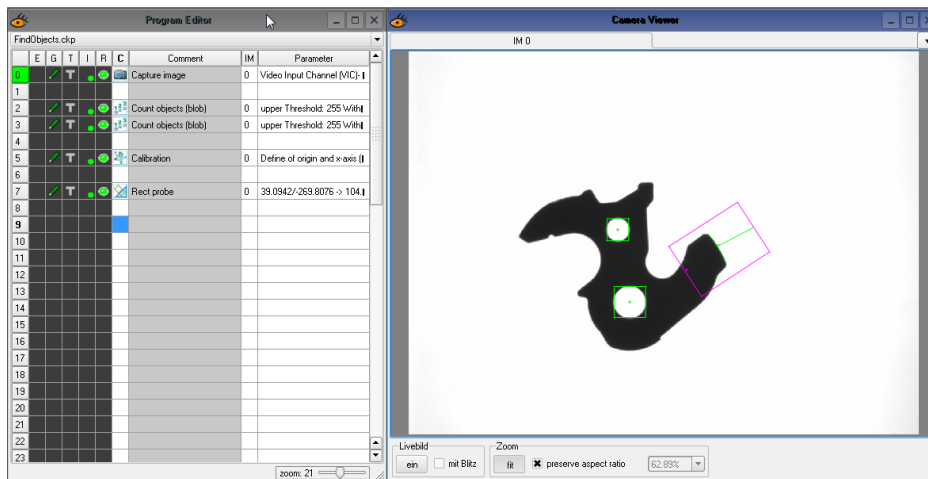 Program Editor
FindObjects.ckp
E G T I R C Comment IM Parameter
0 Capture image 0 Video Input Channel (VIC)-
1
2 Count objects (blob) 0 upper Threshold: 255 With
3 Count objects (blob) 0 upper Threshold: 255 With
4
5 Calibration 0 Define of origin and x-axis (
6
7 Rect probe 0 39.0942/-269.8076 -> 104.
8
9
10
11
12
13
14
15
16
17
18
19
20
21
22
23
zoom: 21
Camera Viewer
IM 0
Livebild
ein mit Blitz
Zoom
fit preserve aspect ratio 62.89%